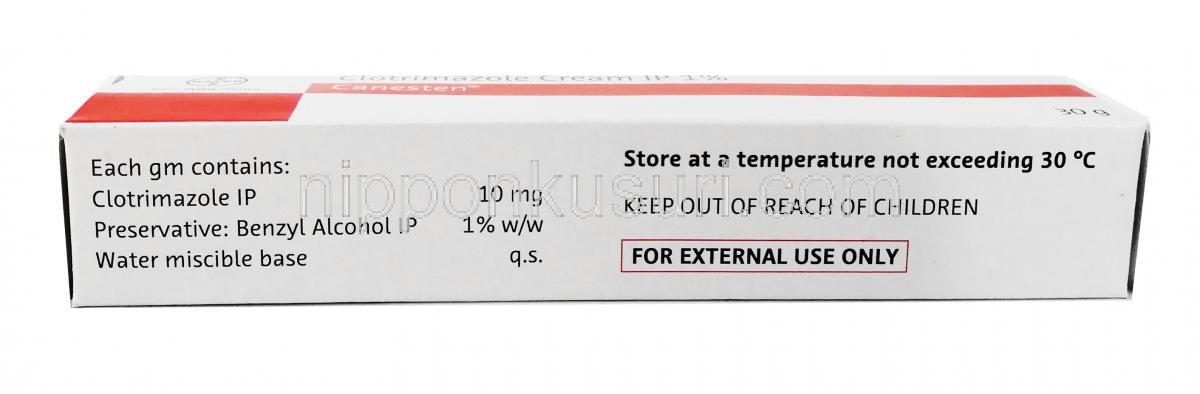 Clotrimazole Cream IP 1%
Canesten®
30 g
Each gm contains:
Clotrimazole IP 10 mg
Preservative: Benzyl Alcohol IP 1% w/w
Water miscible base q.s.
Store at a temperature not exceeding 30 °C
KEEP OUT OF REACH OF CHILDREN
FOR EXTERNAL USE ONLY
nipponkusuri.com